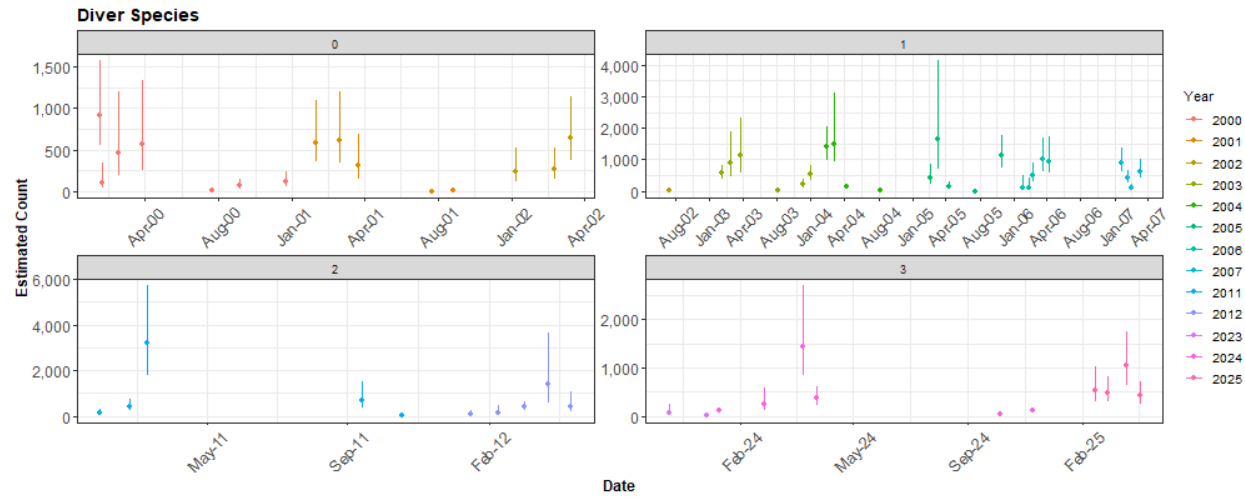 Diver Species
0
1
1,500
1,000
500
0
4,000
3,000
2,000
1,000
0
Apr-00
Aug-00
Jan-01
Apr-01
Aug-01
Jan-02
Apr-02
Aug-02
Jan-03
Apr-03
Aug-03
Jan-04
Apr-04
Aug-04
Jan-05
Apr-05
Aug-05
Jan-06
Apr-06
Aug-06
Jan-07
Apr-07
Estimated Count
2
3
6,000
4,000
2,000
0
2,000
1,000
0
May-11
Sep-11
Feb-12
Feb-24
May-24
Sep-24
Feb-25
Date
Year
2000
2001
2002
2003
2004
2005
2006
2007
2011
2012
2023
2024
2025